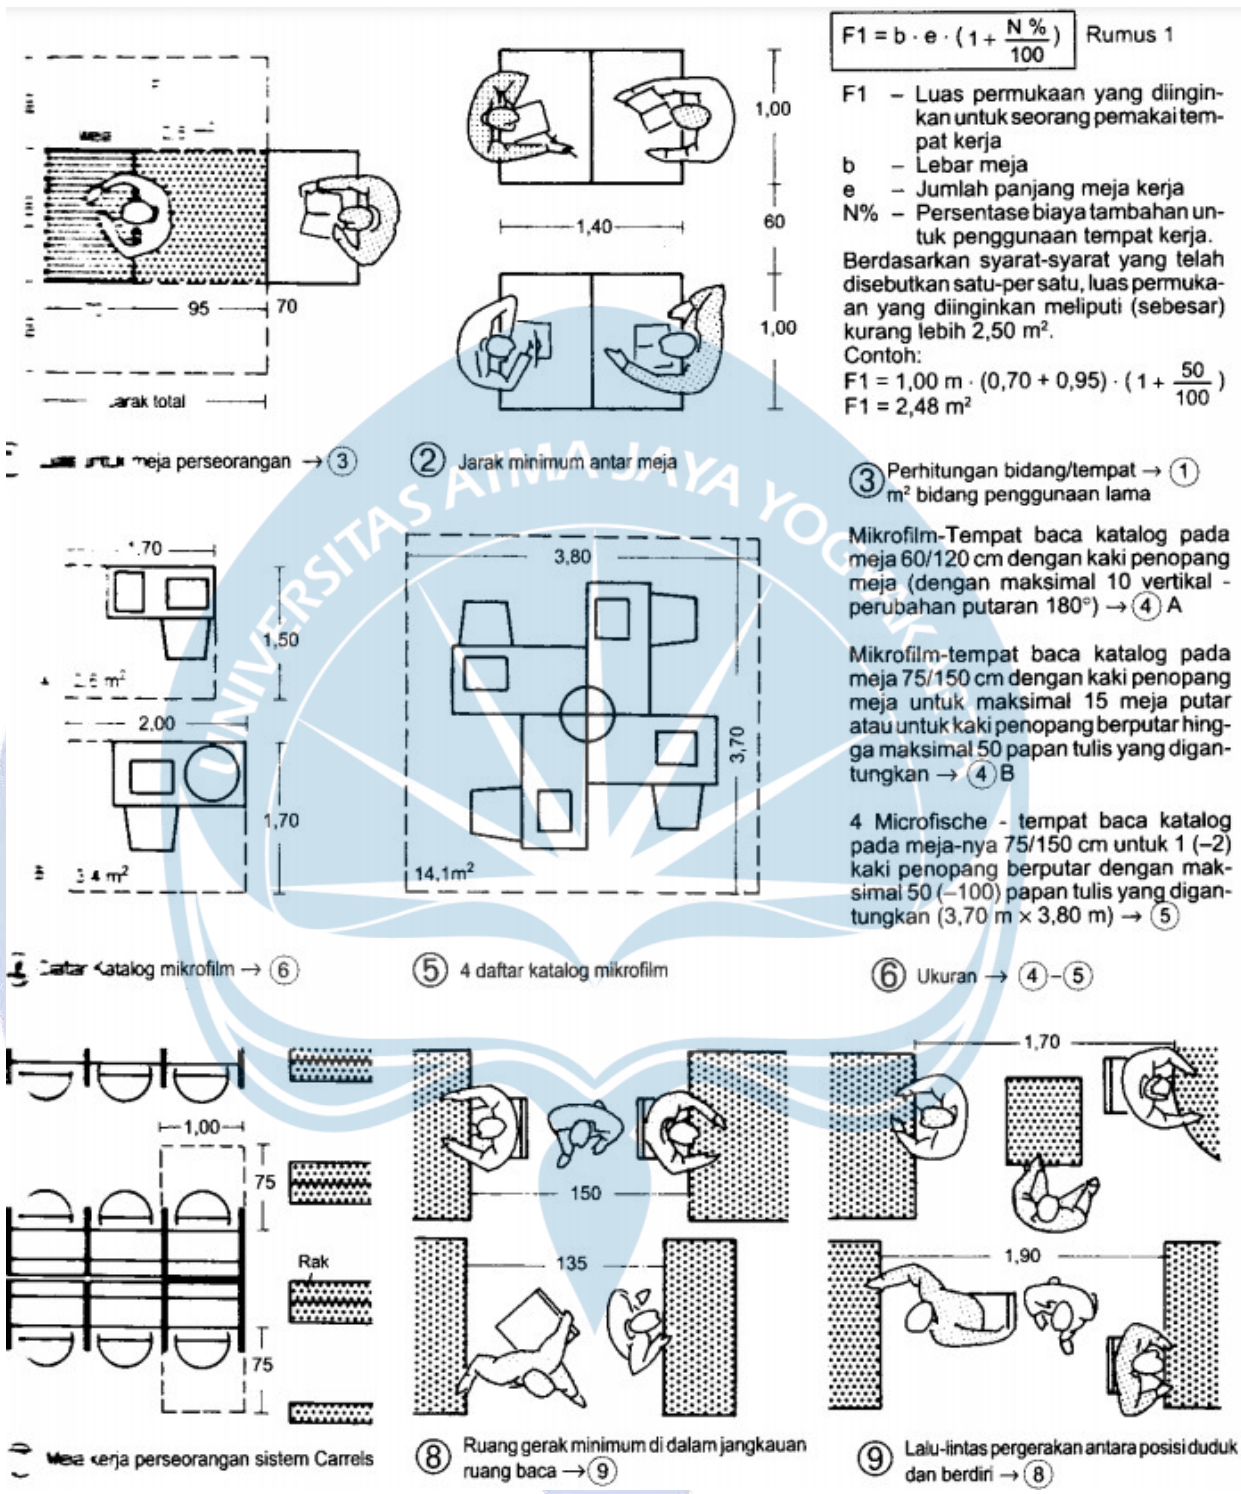 F1 = b · e · ( 1 + N % / 100 ) Rumus 1
F1 – Luas permukaan yang diingin-
kan untuk seorang pemakai tem-
pat kerja
b – Lebar meja
e – Jumlah panjang meja kerja
N% – Persentase biaya tambahan un-
tuk penggunaan tempat kerja.
Berdasarkan syarat-syarat yang telah
disebutkan satu-per satu, luas permuka-
an yang diinginkan meliputi (sebesar)
kurang lebih 2,50 m².
Contoh:
F1 = 1,00 m · (0,70 + 0,95) · ( 1 + 50 / 100 )
F1 = 2,48 m²
95
70
total
meja perseorangan → ③
1,00
60
1,40
1,00
② Jarak minimum antar meja
③ Perhitungan bidang/tempat → ①
m² bidang penggunaan lama
1.70
1,50
m²
2.00
1,70
m²
Katalog mikrofilm → ⑥
3,80
3,70
14,1m²
⑤ 4 daftar katalog mikrofilm
Mikrofilm-Tempat baca katalog pada
meja 60/120 cm dengan kaki penopang
meja (dengan maksimal 10 vertikal -
perubahan putaran 180°) → ④ A
Mikrofilm-tempat baca katalog pada
meja 75/150 cm dengan kaki penopang
meja untuk maksimal 15 meja putar
atau untuk kaki penopang berputar hing-
ga maksimal 50 papan tulis yang digan-
tungkan → ④ B
4 Microfische - tempat baca katalog
pada meja-nya 75/150 cm untuk 1 (–2)
kaki penopang berputar dengan mak-
simal 50 (–100) papan tulis yang digan-
tungkan (3,70 m × 3,80 m) → ⑤
⑥ Ukuran → ④–⑤
1,00
75
Rak
75
kerja perseorangan sistem Carrels
150
135
⑧ Ruang gerak minimum di dalam jangkauan
ruang baca → ⑨
1,70
1,90
⑨ Lalu-lintas pergerakan antara posisi duduk
dan berdiri → ⑧
UNIVERSITAS ATMA JAYA YOGYAKARTA